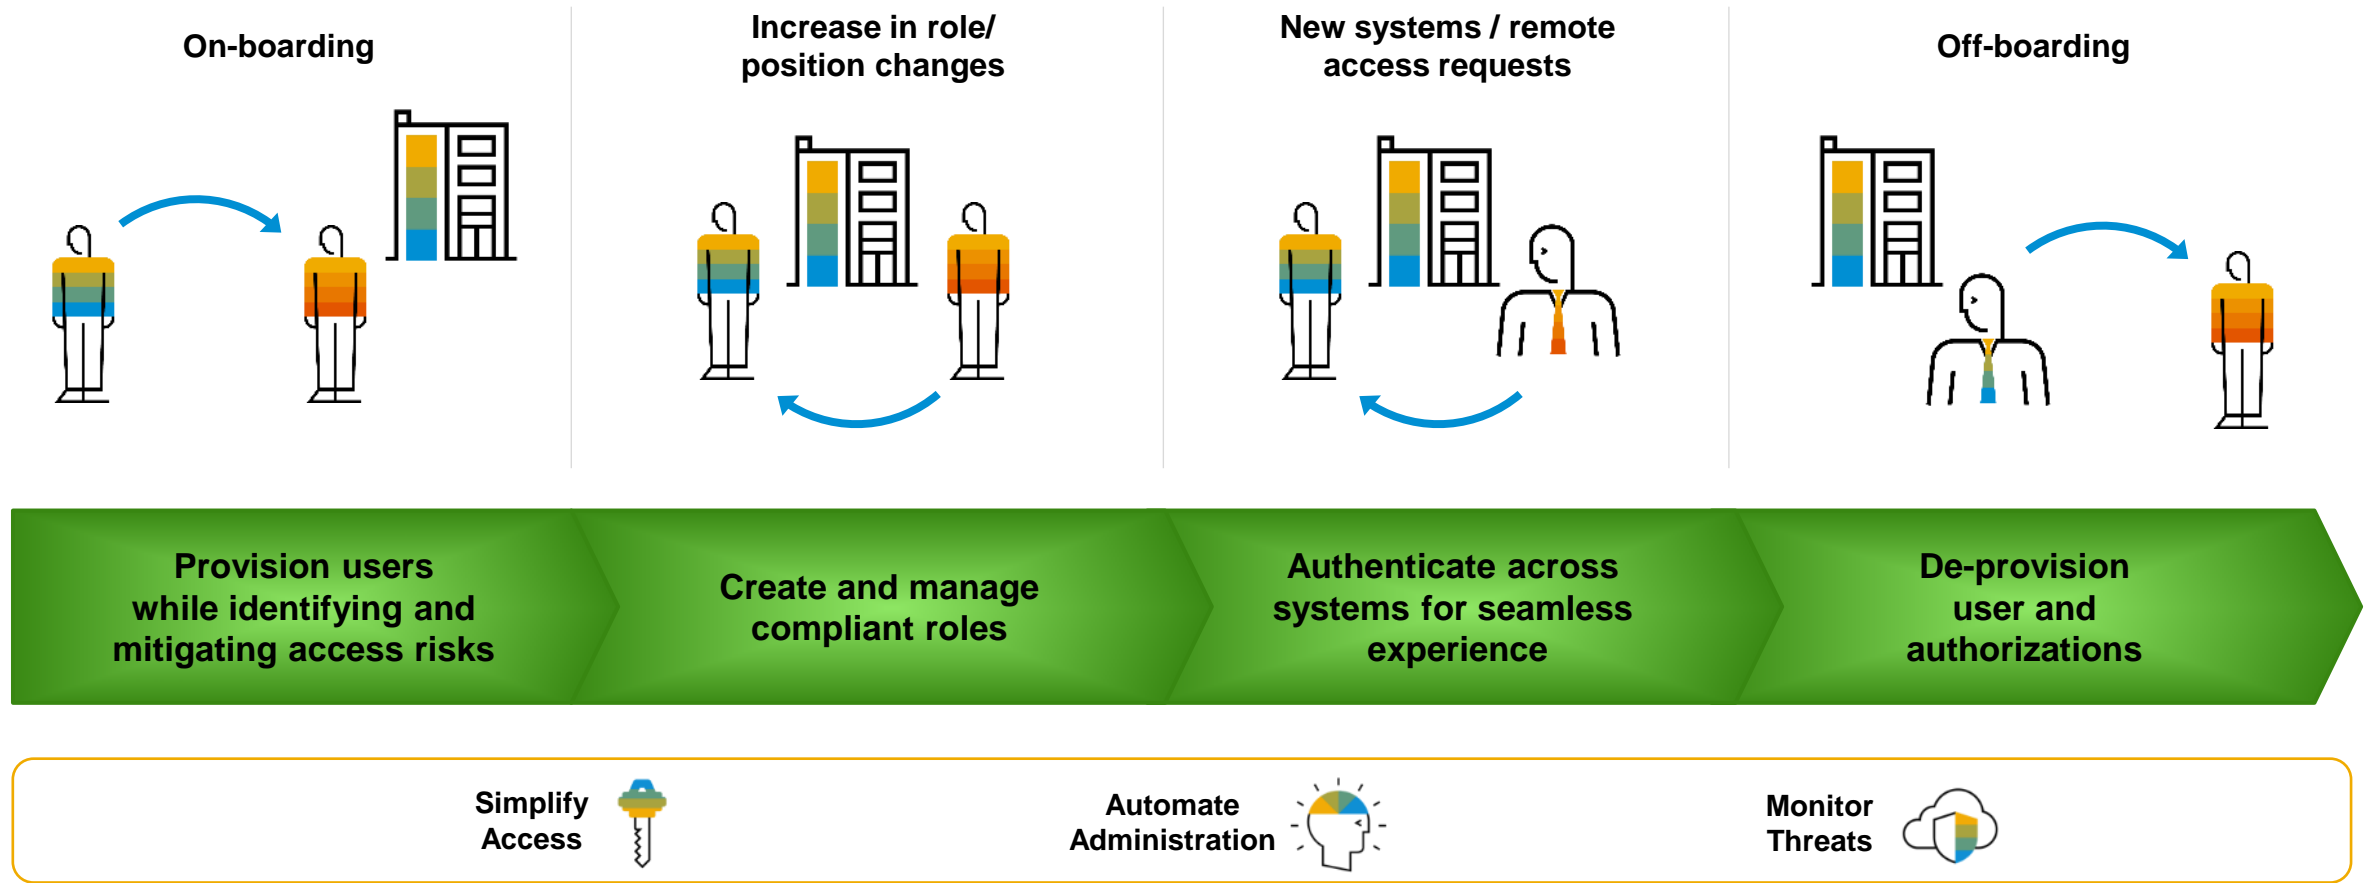 On-boarding
Increase in role/
position changes
New systems / remote
access requests
Off-boarding
Provision users
while identifying and
mitigating access risks
Create and manage
compliant roles
Authenticate across
systems for seamless
experience
De-provision
user and
authorizations
Simplify
Access
Automate
Administration
Monitor
Threats